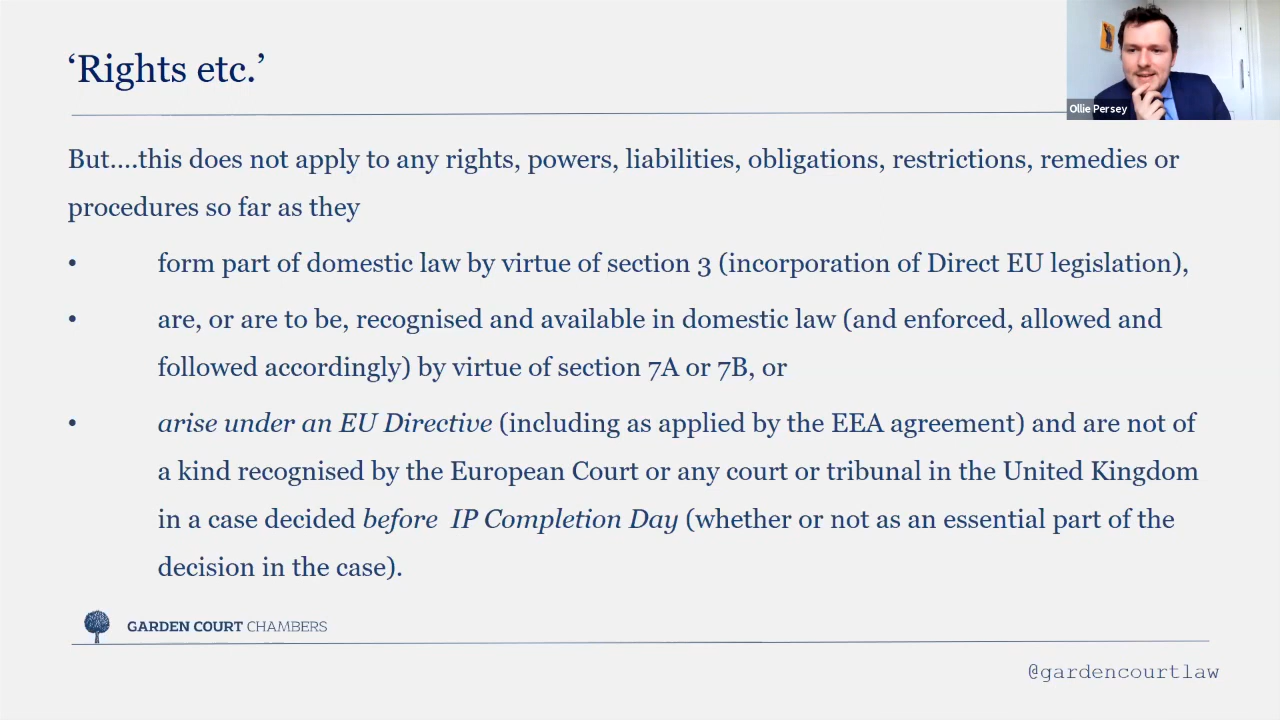 ‘Rights etc.’
Ollie Persey
But....this does not apply to any rights, powers, liabilities, obligations, restrictions, remedies or
procedures so far as they
• form part of domestic law by virtue of section 3 (incorporation of Direct EU legislation),
• are, or are to be, recognised and available in domestic law (and enforced, allowed and
followed accordingly) by virtue of section 7A or 7B, or
• arise under an EU Directive (including as applied by the EEA agreement) and are not of
a kind recognised by the European Court or any court or tribunal in the United Kingdom
in a case decided before IP Completion Day (whether or not as an essential part of the
decision in the case).
GARDEN COURT CHAMBERS
@gardencourtlaw